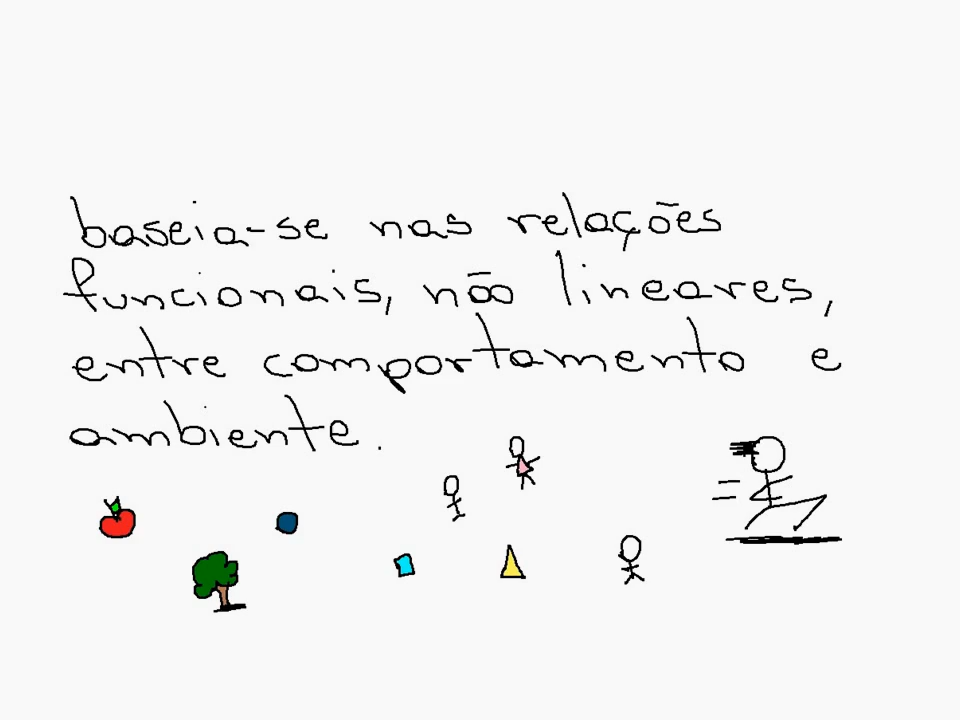 baseia-se nas relações
funcionais, não lineares,
entre comportamento e
ambiente.